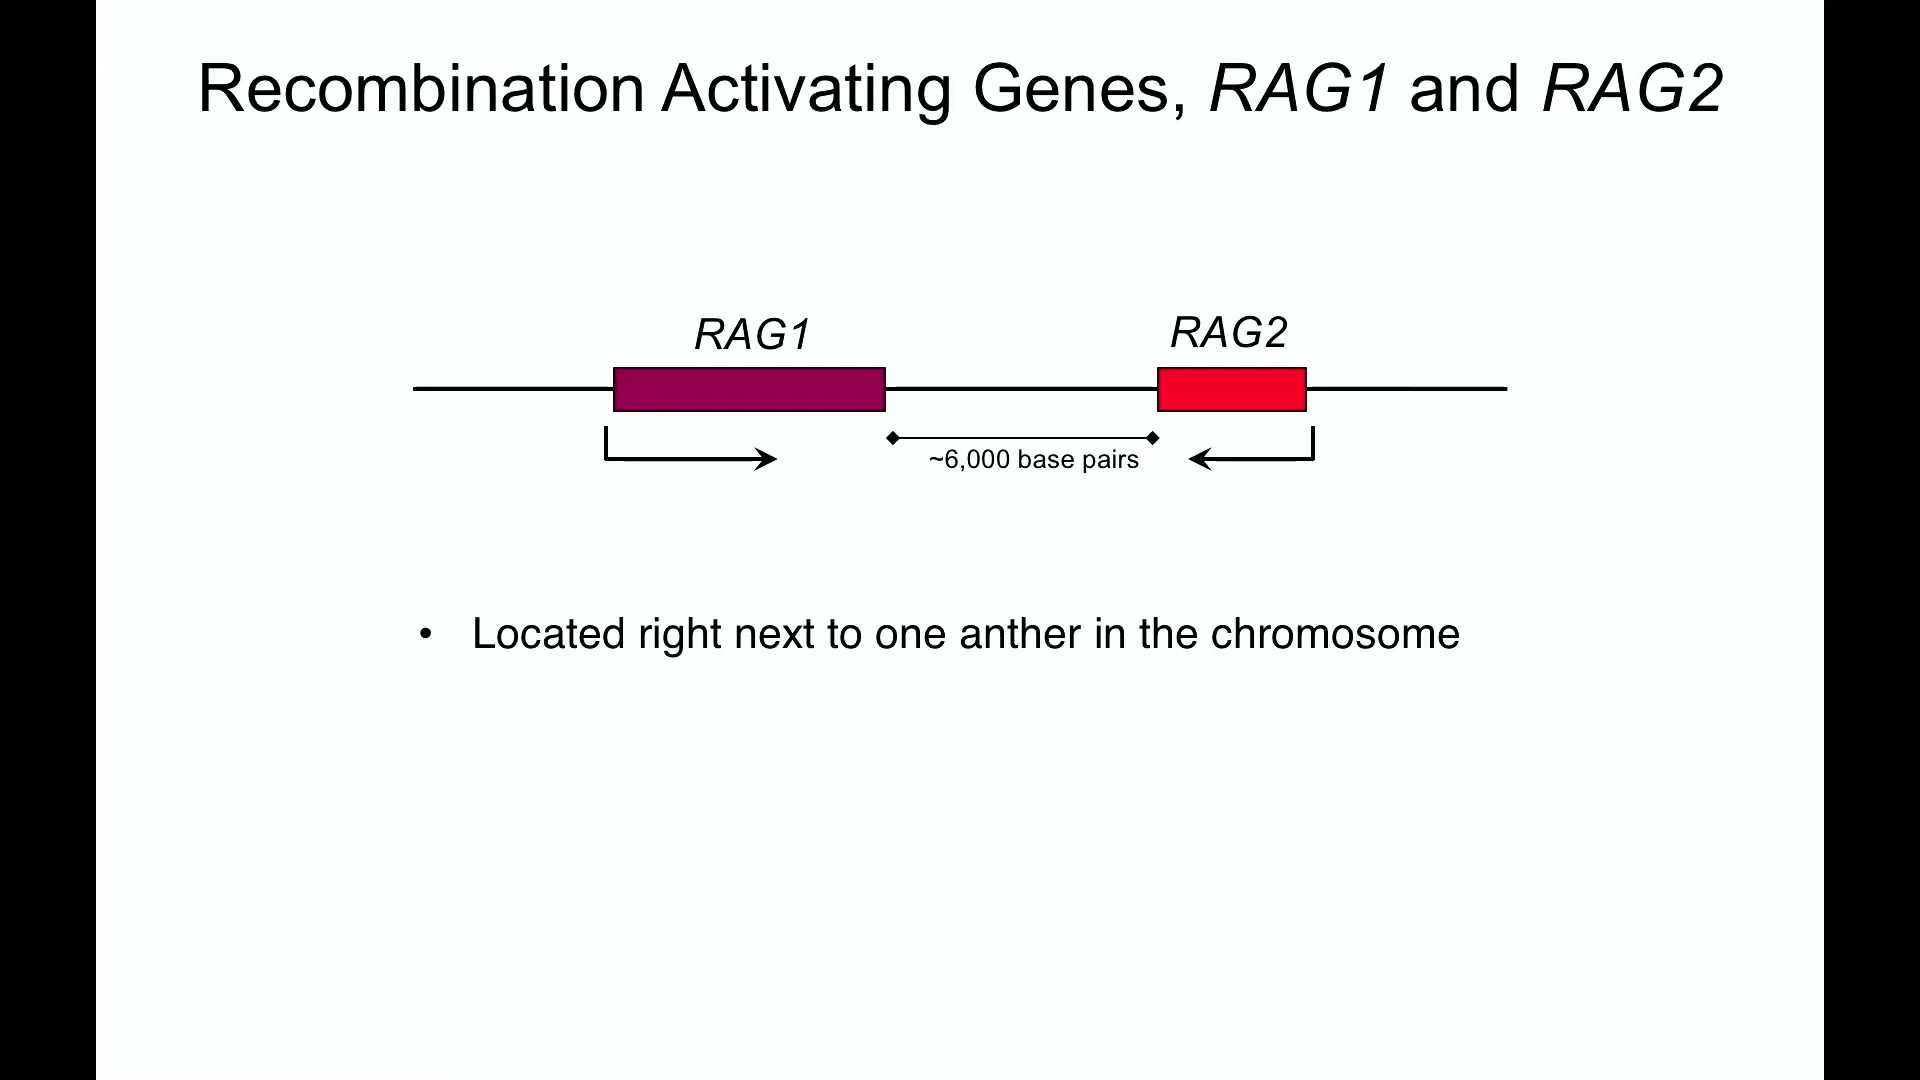 Recombination Activating Genes, RAG1 and RAG2
RAG1
RAG2
~6,000 base pairs
• Located right next to one anther in the chromosome